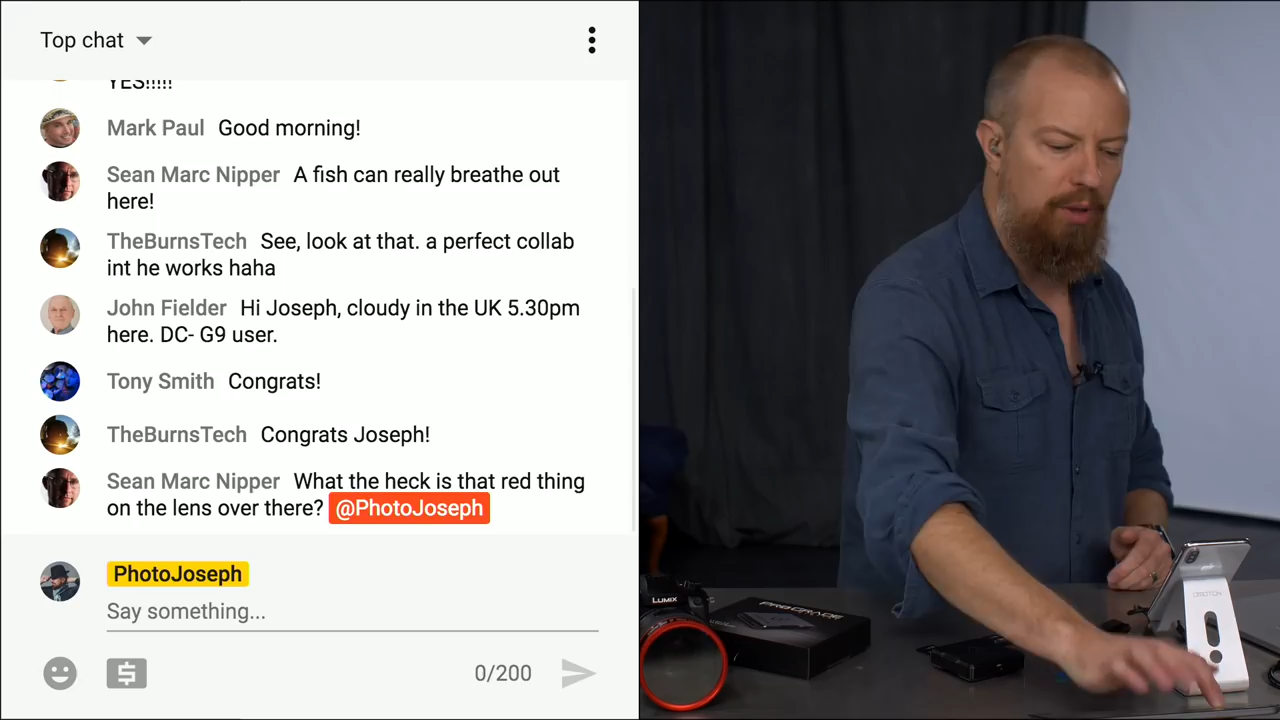 Top chat
YES!!!!!
Mark Paul Good morning!
Sean Marc Nipper A fish can really breathe out
here!
TheBurnsTech See, look at that. a perfect collab
int he works haha
John Fielder Hi Joseph, cloudy in the UK 5.30pm
here. DC- G9 user.
Tony Smith Congrats!
TheBurnsTech Congrats Joseph!
Sean Marc Nipper What the heck is that red thing
on the lens over there? @PhotoJoseph
PhotoJoseph
Say something...
0/200
LUMIX
PROGRADE